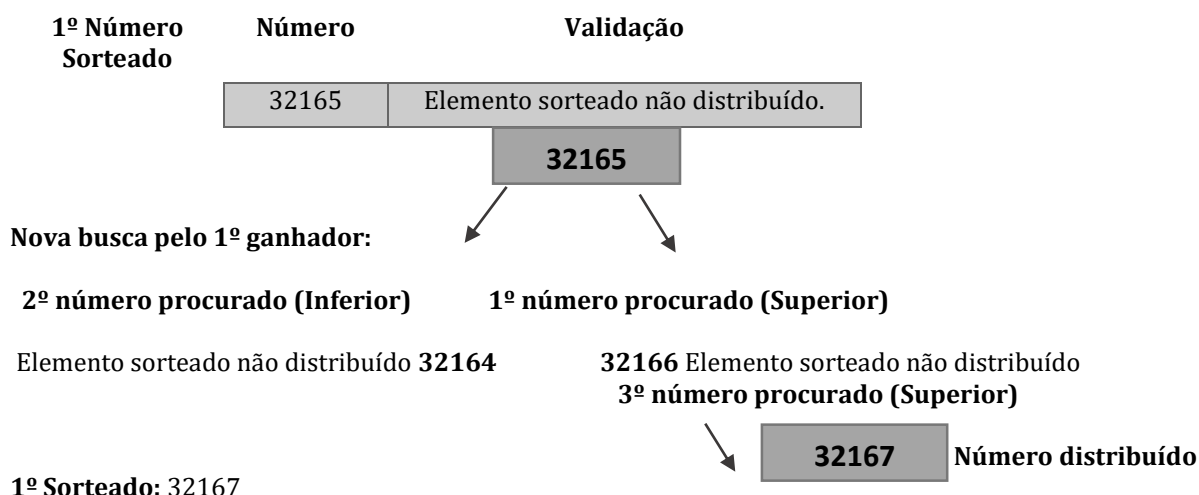 1º Número Sorteado Número Validação
32165 Elemento sorteado não distribuído.
32165
Nova busca pelo 1º ganhador:
2º número procurado (Inferior) 1º número procurado (Superior)
Elemento sorteado não distribuído 32164 32166 Elemento sorteado não distribuído
3º número procurado (Superior)
32167 Número distribuído
1º Sorteado: 32167